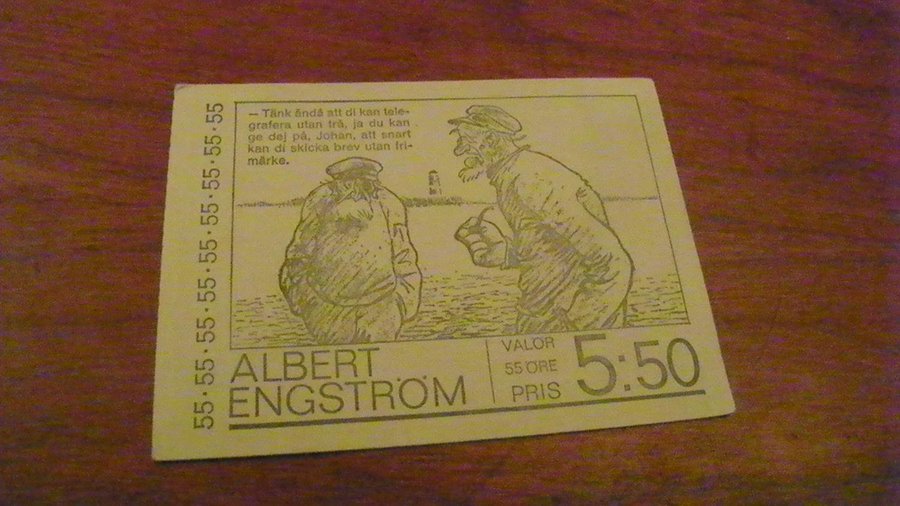 — Tänk ändå att di kan tele-
grafera utan trå, ja du kan
ge dej på, Johan, att snart
kan di skicka brev utan fri-
märke.
55·55·55·55·55·55·55·55
ALBERT
ENGSTRÖM
VALÖR
55 ÖRE
PRIS
5:50